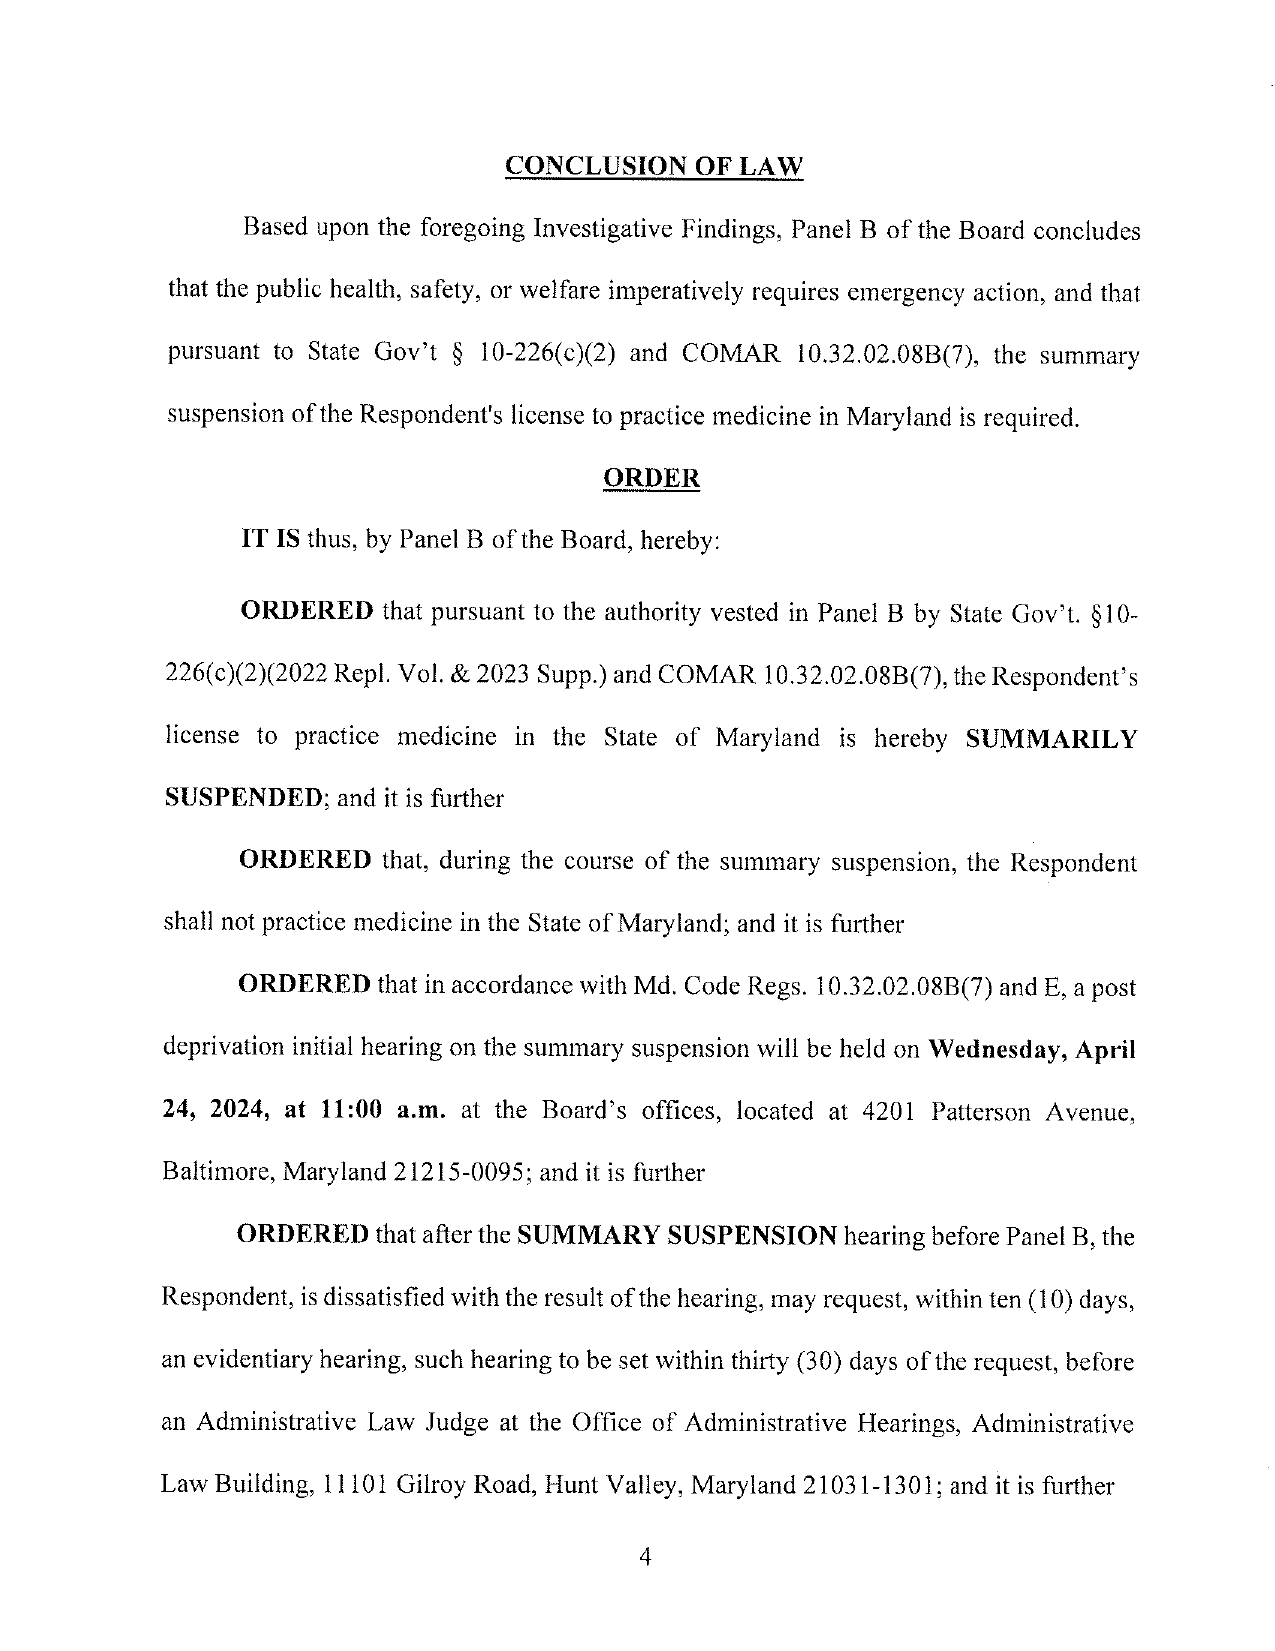 CONCLUSION OF LAW
Based upon the foregoing Investigative Findings, Panel B of the Board concludes
that the public health, safety, or welfare imperatively requires emergency action, and that
pursuant to State Gov't § 10-226(c)(2) and COMAR 10.32.02.08B(7), the summary
suspension of the Respondent's license to practice medicine in Maryland is required.
ORDER
IT IS thus, by Panel B of the Board, hereby:
ORDERED that pursuant to the authority vested in Panel B by State Gov't. §10-
226(c)(2)(2022 Repl. Vol. & 2023 Supp.) and COMAR 10.32.02.08B(7), the Respondent's
license to practice medicine in the State of Maryland is hereby SUMMARILY
SUSPENDED; and it is further
ORDERED that, during the course of the summary suspension, the Respondent
shall not practice medicine in the State of Maryland; and it is further
ORDERED that in accordance with Md. Code Regs. 10.32.02.08B(7) and E, a post
deprivation initial hearing on the summary suspension will be held on Wednesday, April
24, 2024, at 11:00 a.m. at the Board's offices, located at 4201 Patterson Avenue,
Baltimore, Maryland 21215-0095; and it is further
ORDERED that after the SUMMARY SUSPENSION hearing before Panel B, the
Respondent, is dissatisfied with the result of the hearing, may request, within ten (10) days,
an evidentiary hearing, such hearing to be set within thirty (30) days of the request, before
an Administrative Law Judge at the Office of Administrative Hearings, Administrative
Law Building, 11101 Gilroy Road, Hunt Valley, Maryland 21031-1301; and it is further
4